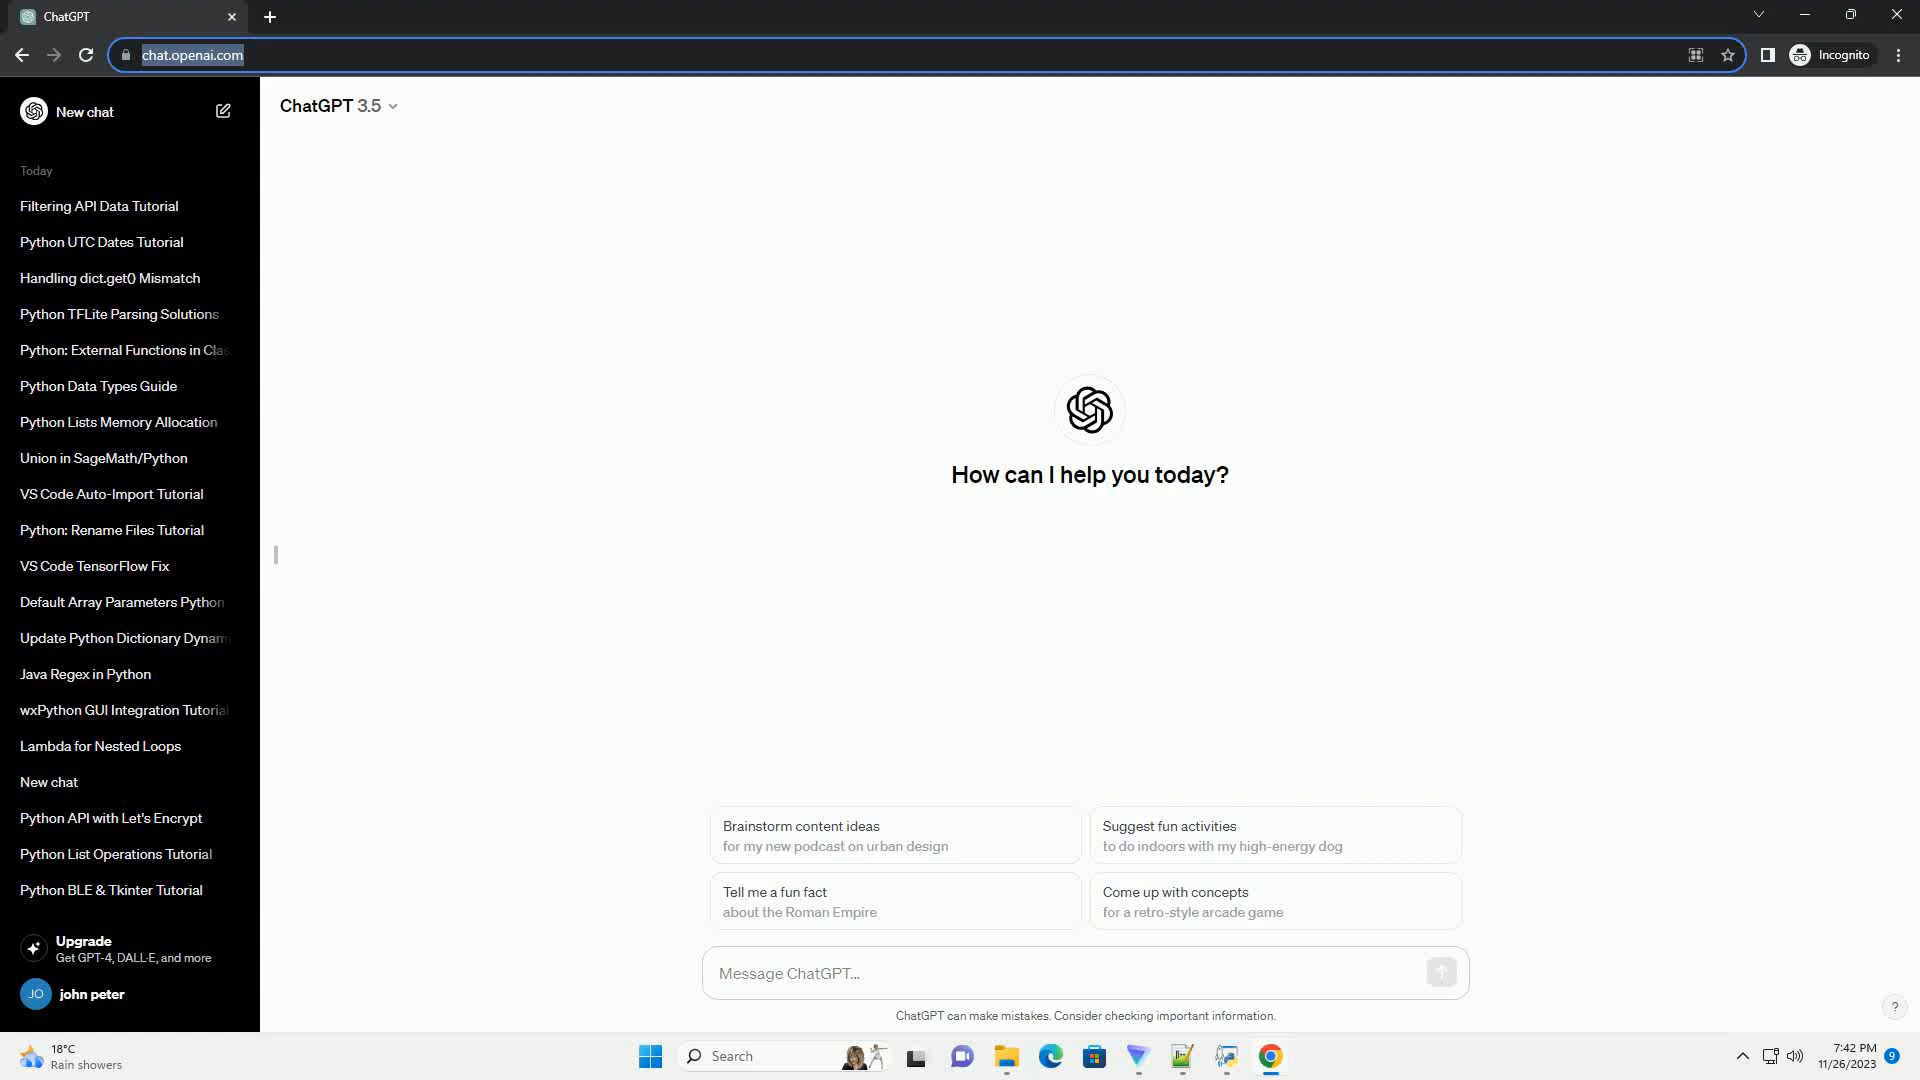 ChatGPT
chat.openai.com
Incognito
New chat
ChatGPT 3.5
Today
Filtering API Data Tutorial
Python UTC Dates Tutorial
Handling dict.get() Mismatch
Python TFLite Parsing Solutions
Python: External Functions in Clas
Python Data Types Guide
Python Lists Memory Allocation
Union in SageMath/Python
VS Code Auto-Import Tutorial
Python: Rename Files Tutorial
VS Code TensorFlow Fix
Default Array Parameters Python
Update Python Dictionary Dynam
Java Regex in Python
wxPython GUI Integration Tutorial
Lambda for Nested Loops
New chat
Python API with Let's Encrypt
Python List Operations Tutorial
Python BLE & Tkinter Tutorial
Upgrade
Get GPT-4, DALL·E, and more
JO
john peter
How can I help you today?
Brainstorm content ideas
for my new podcast on urban design
Suggest fun activities
to do indoors with my high-energy dog
Tell me a fun fact
about the Roman Empire
Come up with concepts
for a retro-style arcade game
Message ChatGPT...
ChatGPT can make mistakes. Consider checking important information.
?
18°C
Rain showers
Search
7:42 PM
11/26/2023
9